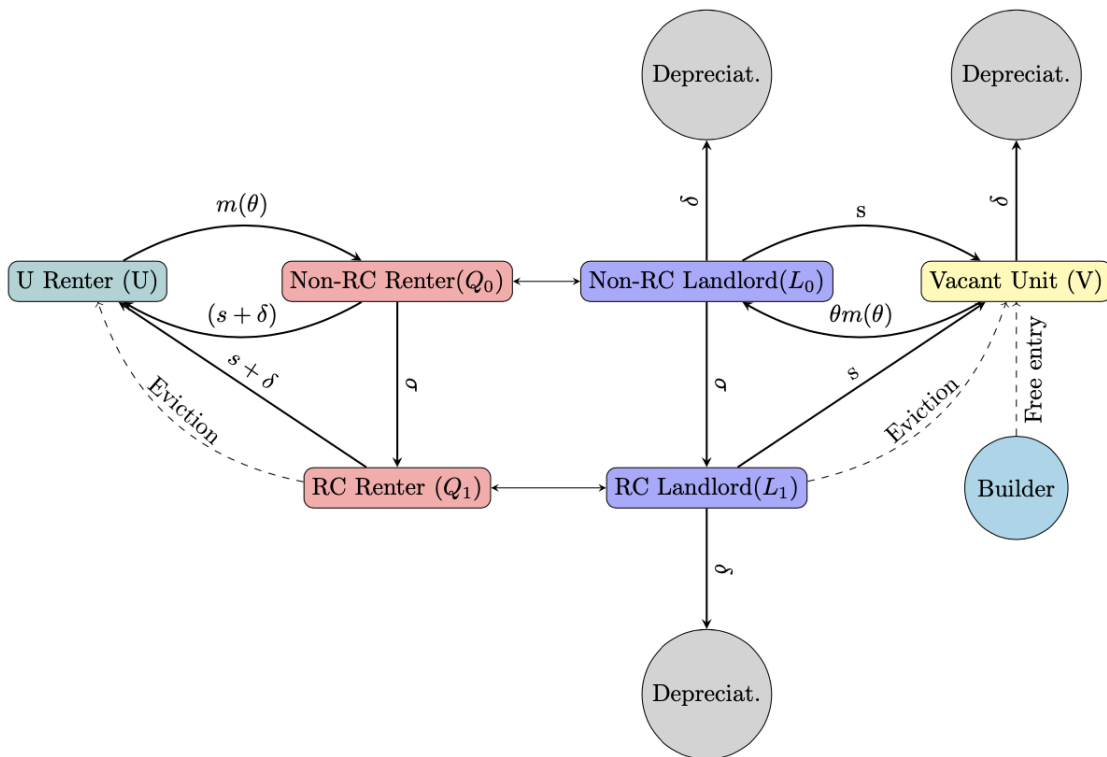 Depreciat.
Depreciat.
m(θ)
δ
s
δ
U Renter (U)
Non-RC Renter(Q₀)
Non-RC Landlord(L₀)
Vacant Unit (V)
(s + δ)
θm(θ)
s + δ
Eviction
σ
σ
s
Eviction
Free entry
RC Renter (Q₁)
RC Landlord(L₁)
Builder
δ
Depreciat.